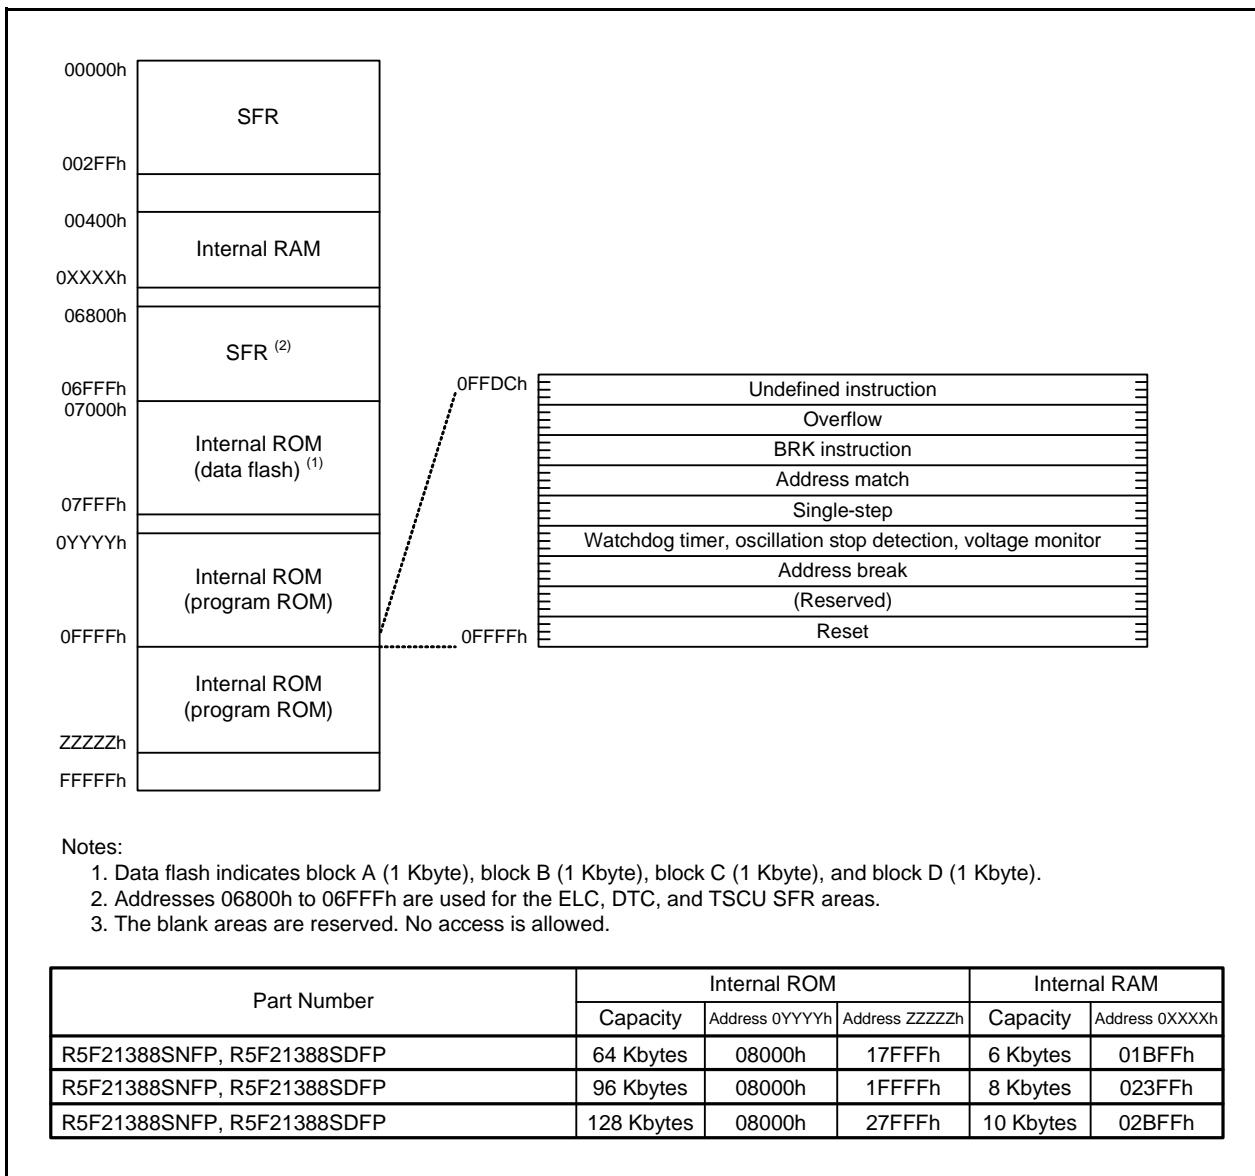 00000h
SFR
002FFh
00400h
Internal RAM
0XXXXh
06800h
SFR (2)
06FFFh
07000h
Internal ROM
(data flash) (1)
07FFFh
0YYYYh
Internal ROM
(program ROM)
0FFFFh
Internal ROM
(program ROM)
ZZZZZh
FFFFFh
0FFDCh
Undefined instruction
Overflow
BRK instruction
Address match
Single-step
Watchdog timer, oscillation stop detection, voltage monitor
Address break
(Reserved)
0FFFFh
Reset
Notes:
1. Data flash indicates block A (1 Kbyte), block B (1 Kbyte), block C (1 Kbyte), and block D (1 Kbyte).
2. Addresses 06800h to 06FFFh are used for the ELC, DTC, and TSCU SFR areas.
3. The blank areas are reserved. No access is allowed.
Part Number Internal ROM Internal RAM
Capacity Address 0YYYYh Address ZZZZZh Capacity Address 0XXXXh
R5F21388SNFP, R5F21388SDFP 64 Kbytes 08000h 17FFFh 6 Kbytes 01BFFh
R5F21388SNFP, R5F21388SDFP 96 Kbytes 08000h 1FFFFh 8 Kbytes 023FFh
R5F21388SNFP, R5F21388SDFP 128 Kbytes 08000h 27FFFh 10 Kbytes 02BFFh